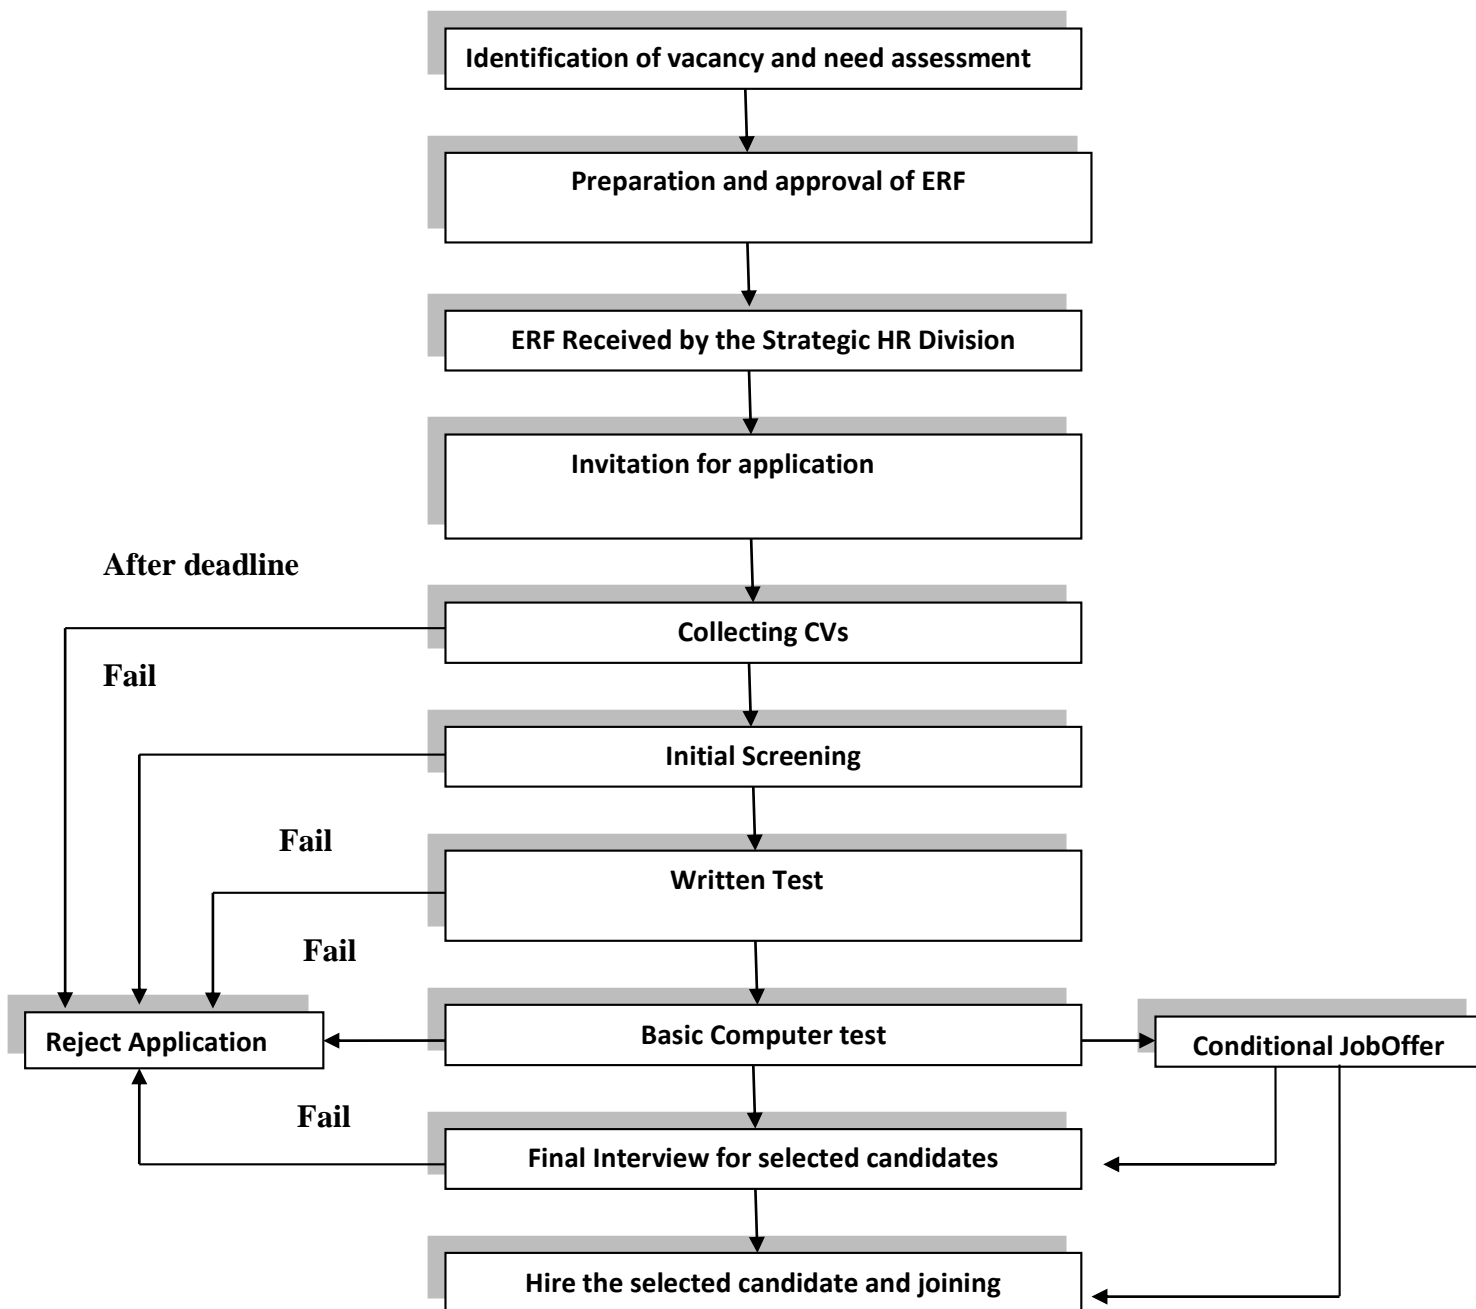 Identification of vacancy and need assessment
Preparation and approval of ERF
ERF Received by the Strategic HR Division
Invitation for application
After deadline
Collecting CVs
Fail
Initial Screening
Fail
Written Test
Fail
Reject Application
Basic Computer test
Conditional JobOffer
Fail
Final Interview for selected candidates
Hire the selected candidate and joining